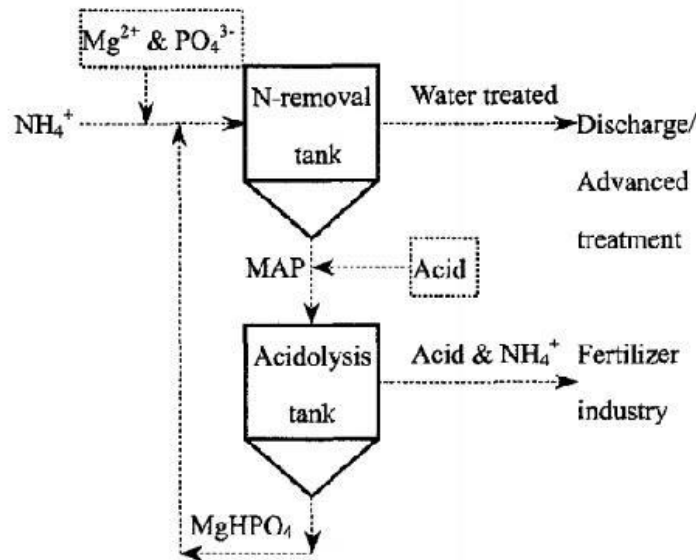 Mg²⁺ & PO₄³⁻
NH₄⁺
N-removal
tank
Water treated
Discharge/
Advanced
treatment
MAP
Acid
Acidolysis
tank
Acid & NH₄⁺
Fertilizer
industry
MgHPO₄